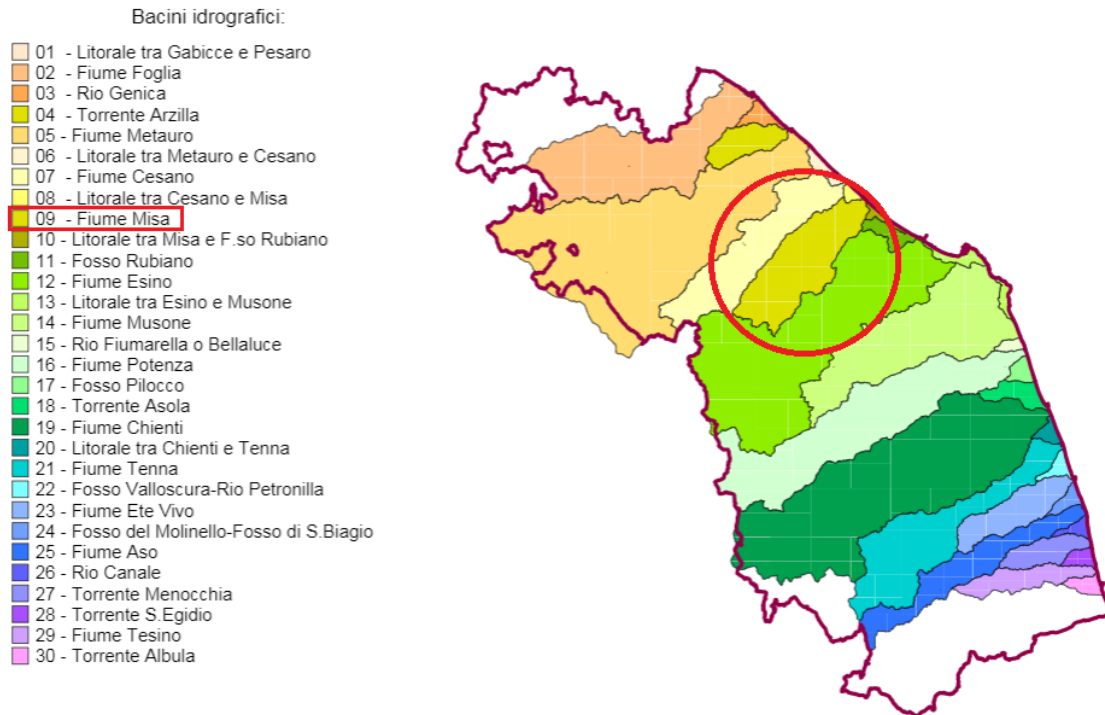 Bacini idrografici:
01 - Litorale tra Gabicce e Pesaro
02 - Fiume Foglia
03 - Rio Genica
04 - Torrente Arzilla
05 - Fiume Metauro
06 - Litorale tra Metauro e Cesano
07 - Fiume Cesano
08 - Litorale tra Cesano e Misa
09 - Fiume Misa
10 - Litorale tra Misa e F.so Rubiano
11 - Fosso Rubiano
12 - Fiume Esino
13 - Litorale tra Esino e Musone
14 - Fiume Musone
15 - Rio Fiumarella o Bellaluce
16 - Fiume Potenza
17 - Fosso Pilocco
18 - Torrente Asola
19 - Fiume Chienti
20 - Litorale tra Chienti e Tenna
21 - Fiume Tenna
22 - Fosso Valloscura-Rio Petronilla
23 - Fiume Ete Vivo
24 - Fosso del Molinello-Fosso di S.Biagio
25 - Fiume Aso
26 - Rio Canale
27 - Torrente Menocchia
28 - Torrente S.Egidio
29 - Fiume Tesino
30 - Torrente Albula